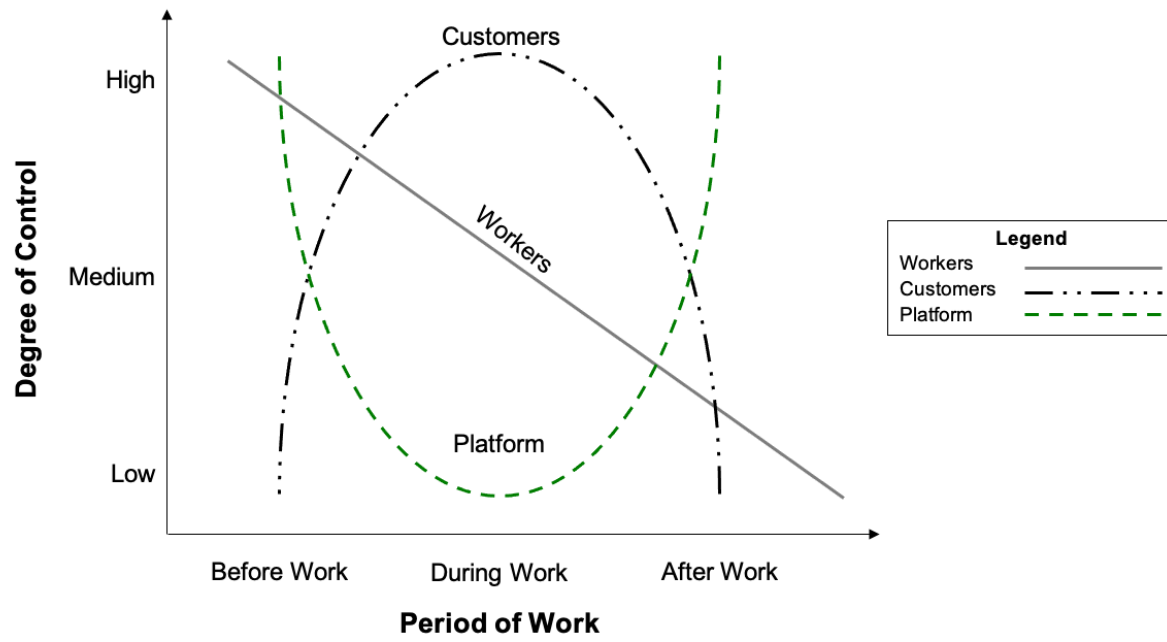 Customers
High
Degree of Control
Workers
Medium
Platform
Low
Before Work
During Work
After Work
Period of Work
Legend
Workers
Customers
Platform